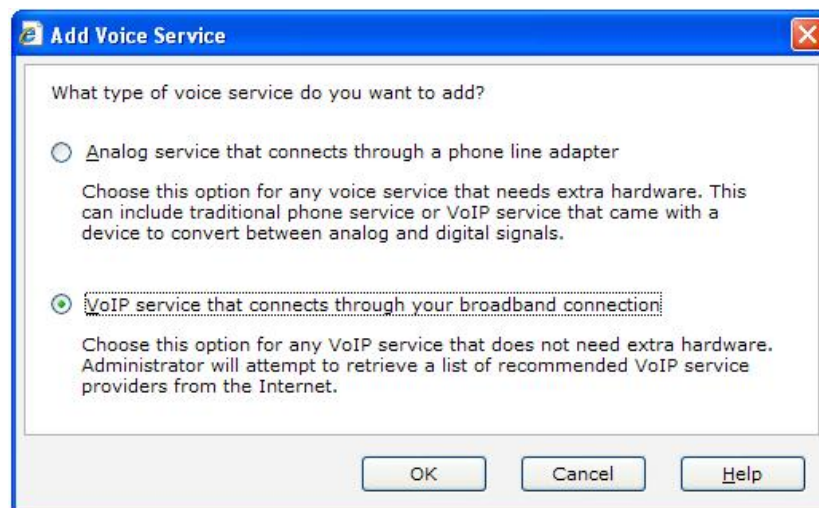 Add Voice Service
What type of voice service do you want to add?
Analog service that connects through a phone line adapter
Choose this option for any voice service that needs extra hardware. This
can include traditional phone service or VoIP service that came with a
device to convert between analog and digital signals.
VoIP service that connects through your broadband connection
Choose this option for any VoIP service that does not need extra hardware.
Administrator will attempt to retrieve a list of recommended VoIP service
providers from the Internet.
OK Cancel Help